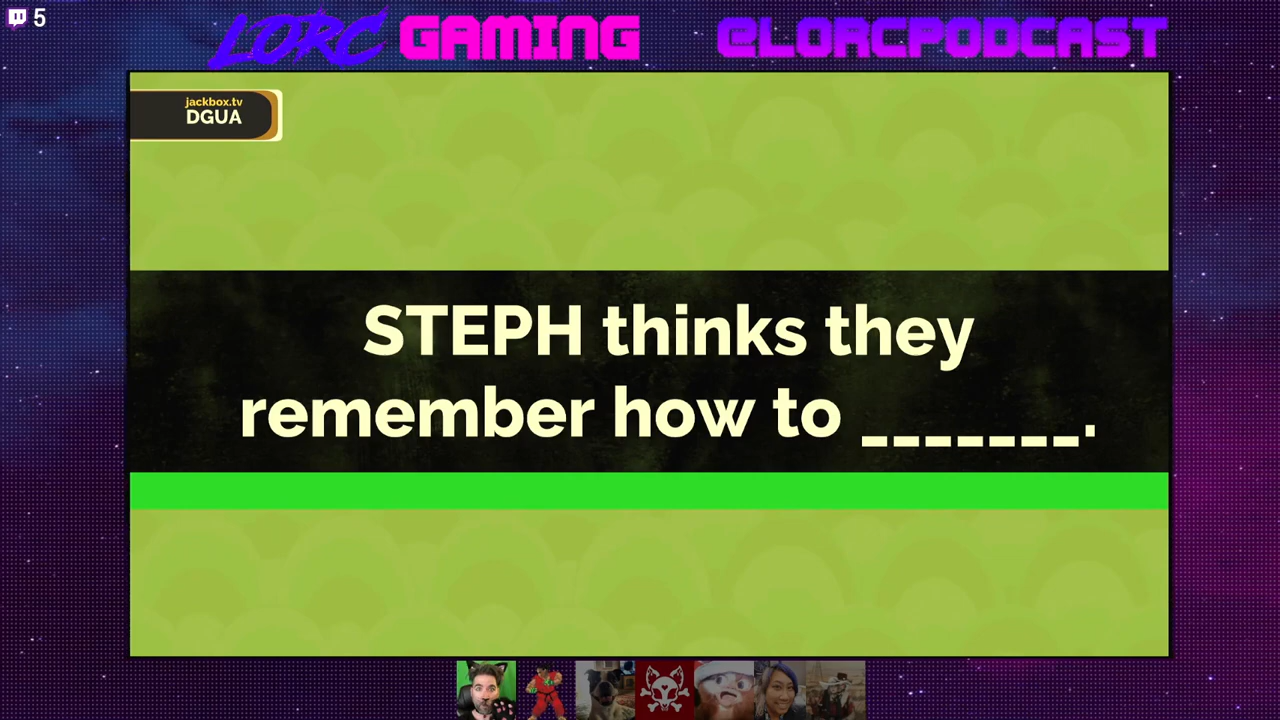 5
LORC GAMING @LORCPODCAST
jackbox.tv
DGUA
STEPH thinks they
remember how to _______.